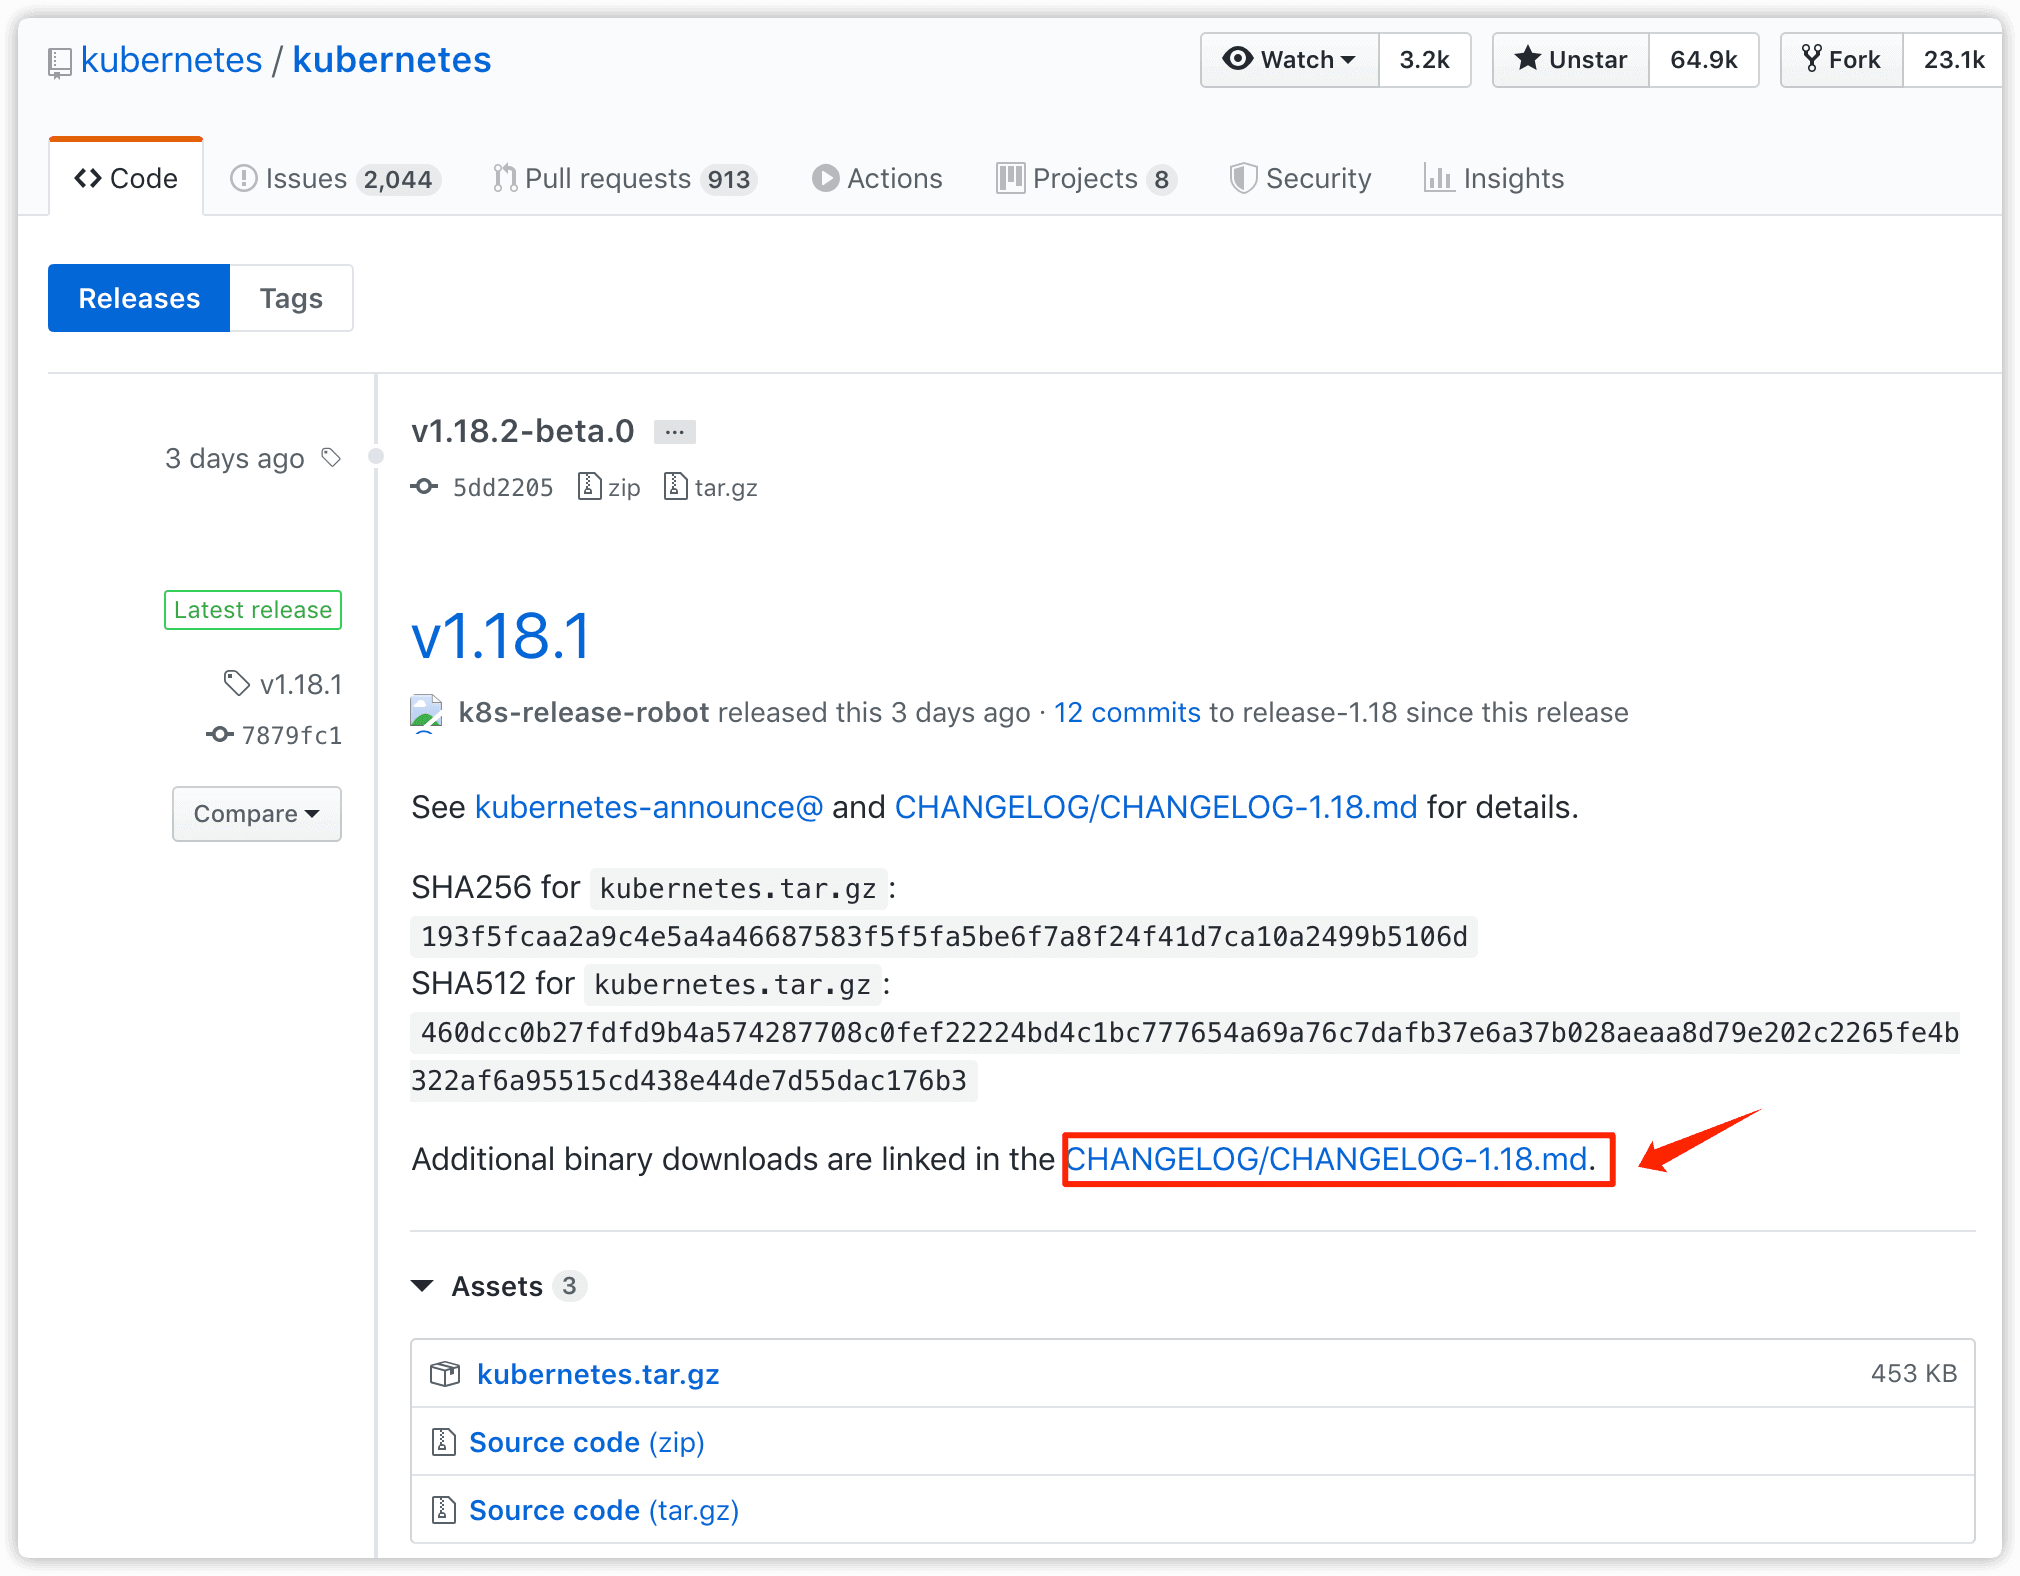 kubernetes / kubernetes
Watch 3.2k Unstar 64.9k Fork 23.1k
Code Issues 2,044 Pull requests 913 Actions Projects 8 Security Insights
Releases Tags
v1.18.2-beta.0 ...
3 days ago
5dd2205 zip tar.gz
Latest release
v1.18.1
v1.18.1
7879fc1
Compare
k8s-release-robot released this 3 days ago · 12 commits to release-1.18 since this release
See kubernetes-announce@ and CHANGELOG/CHANGELOG-1.18.md for details.
SHA256 for kubernetes.tar.gz:
193f5fcaa2a9c4e5a4a46687583f5f5fa5be6f7a8f24f41d7ca10a2499b5106d
SHA512 for kubernetes.tar.gz:
460dcc0b27fdfd9b4a574287708c0fef22224bd4c1bc777654a69a76c7dafb37e6a37b028aeaa8d79e202c2265fe4b
322af6a95515cd438e44de7d55dac176b3
Additional binary downloads are linked in the CHANGELOG/CHANGELOG-1.18.md.
Assets 3
kubernetes.tar.gz 453 KB
Source code (zip)
Source code (tar.gz)